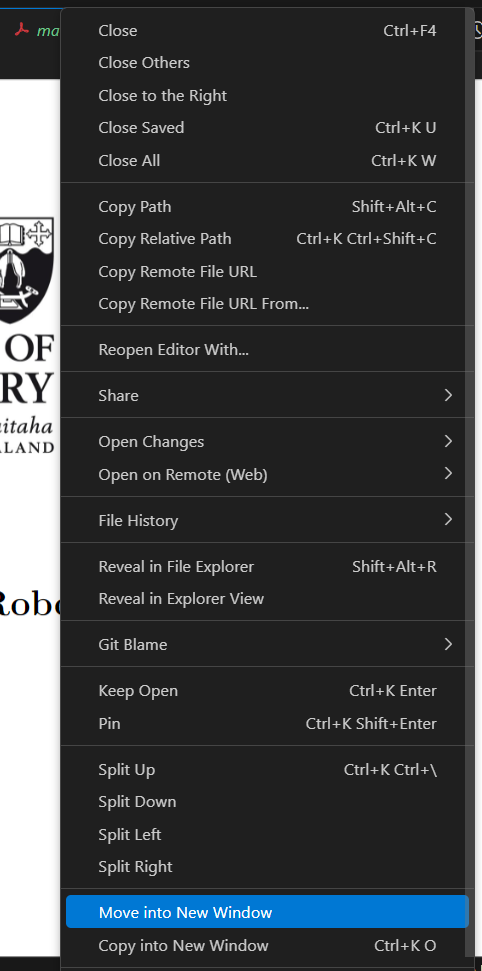 ma
Close Ctrl+F4
Close Others
Close to the Right
Close Saved Ctrl+K U
Close All Ctrl+K W
Copy Path Shift+Alt+C
Copy Relative Path Ctrl+K Ctrl+Shift+C
Copy Remote File URL
Copy Remote File URL From...
OF
Reopen Editor With...
RY
Share
itaha
ALAND
Open Changes
Open on Remote (Web)
File History
Reveal in File Explorer Shift+Alt+R
Reveal in Explorer View
Robo
Git Blame
Keep Open Ctrl+K Enter
Pin Ctrl+K Shift+Enter
Split Up Ctrl+K Ctrl+\
Split Down
Split Left
Split Right
Move into New Window
Copy into New Window Ctrl+K O